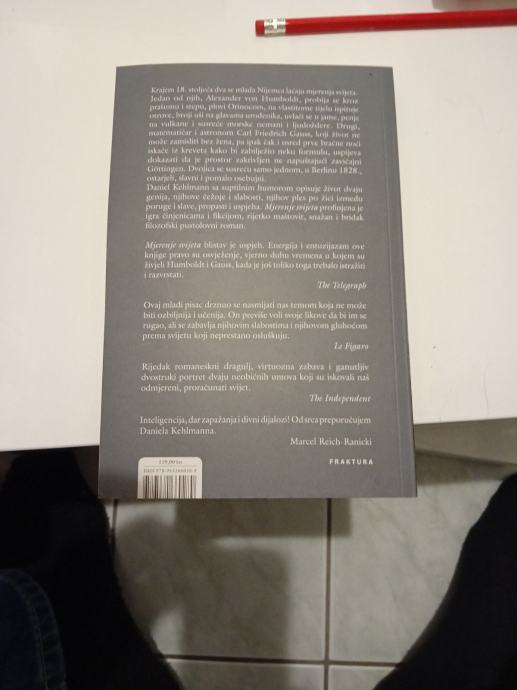 Krajem 18. stoljeća dva se mlada Nijemca laćaju mjerenja svijeta.
Jedan od njih, Alexander von Humboldt, probija se kroz
prašumu i stepu, plovi Orinocom, na vlastitome tijelu ispituje
otrove, broji uši na glavama urođenika, uvlači se u jame, penje
na vulkane i susreće morske nemani i ljudoždere. Drugi,
matematičar i astronom Carl Friedrich Gauss, koji život ne
može zamisliti bez žena, pa ipak čak i usred prve bračne noći
iskače iz kreveta kako bi zabilježio neku formulu, uspijeva
dokazati da je prostor zakrivljen ne napuštajući zavičajni
Göttingen. Dvojica se susreću samo jednom, u Berlinu 1828.,
ostarjeli, slavni i pomalo osebujni.
Daniel Kehlmann sa suptilnim humorom opisuje život dvaju
genija, njihove čežnje i slabosti, njihov ples po žici između
poruge i slave, propasti i uspjeha. Mjerenje svijeta profinjena je
igra činjenicama i fikcijom, rijetko maštovit, snažan i bridak
filozofski pustolovni roman.
Mjerenje svijeta blistav je uspjeh. Energija i entuzijazam ove
knjige pravo su osvježenje, vjerno duhu vremena u kojem su
živjeli Humboldt i Gauss, kada je još toliko toga trebalo istražiti
i razvrstati.
The Telegraph
Ovaj mladi pisac drznuo se nasmijati nas temom koja ne može
biti ozbiljnija i učenija. On previše voli svoje likove da bi im se
rugao, ali se zabavlja njihovim slabostima i njihovom gluhoćom
prema svijetu koji neprestano osluškuju.
Le Figaro
Rijedak romaneskni dragulj, virtuozna zabava i ganutljiv
dvostruki portret dvaju neobičnih umova koji su iskovali naš
odmjereni, proračunati svijet.
The Independent
Inteligencija, dar zapažanja i divni dijalozi! Od srca preporučujem
Daniela Kehlmanna.
Marcel Reich-Ranicki
FRAKTURA
119,00 kn